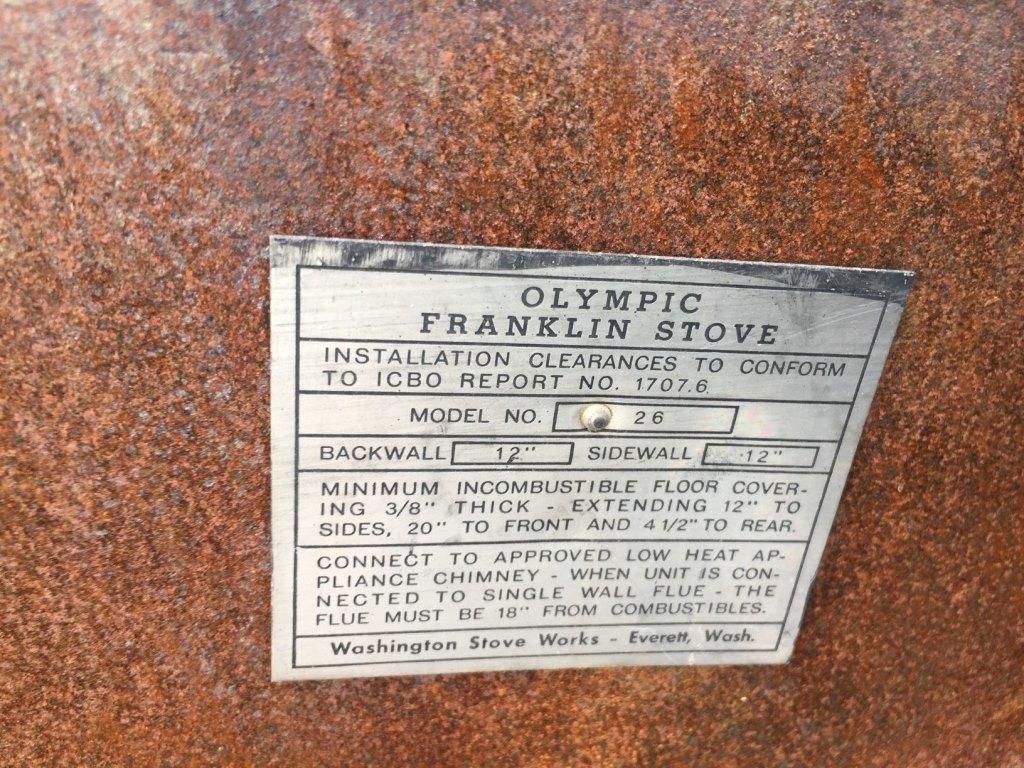 OLYMPIC
FRANKLIN STOVE
INSTALLATION CLEARANCES TO CONFORM
TO ICBO REPORT NO. 1707.6
MODEL NO. 26
BACKWALL 12" SIDEWALL 12"
MINIMUM INCOMBUSTIBLE FLOOR COVER-
ING 3/8" THICK - EXTENDING 12" TO
SIDES, 20" TO FRONT AND 4 1/2" TO REAR.
CONNECT TO APPROVED LOW HEAT AP-
PLIANCE CHIMNEY - WHEN UNIT IS CON-
NECTED TO SINGLE WALL FLUE - THE
FLUE MUST BE 18" FROM COMBUSTIBLES.
Washington Stove Works - Everett, Wash.